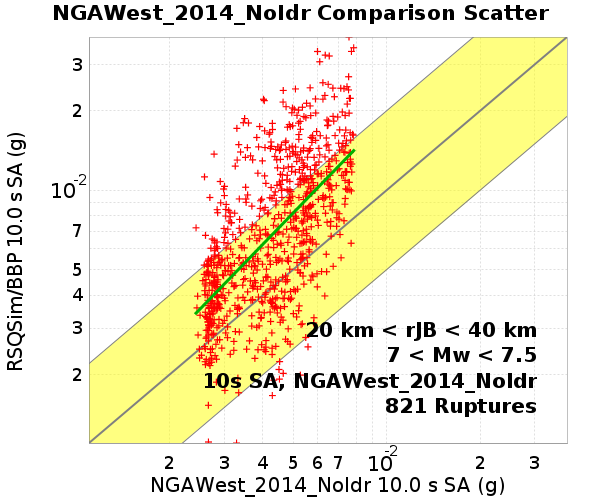 NGAWest_2014_NoIdr Comparison Scatter
RSQSim/BBP 10.0 s SA (g)
3
2
10-2
7
5
4
3
2
20 km < rJB < 40 km
7 < Mw < 7.5
10s SA, NGAWest_2014_NoIdr
821 Ruptures
2 3 4 5 6 7 10-2 2 3
NGAWest_2014_NoIdr 10.0 s SA (g)